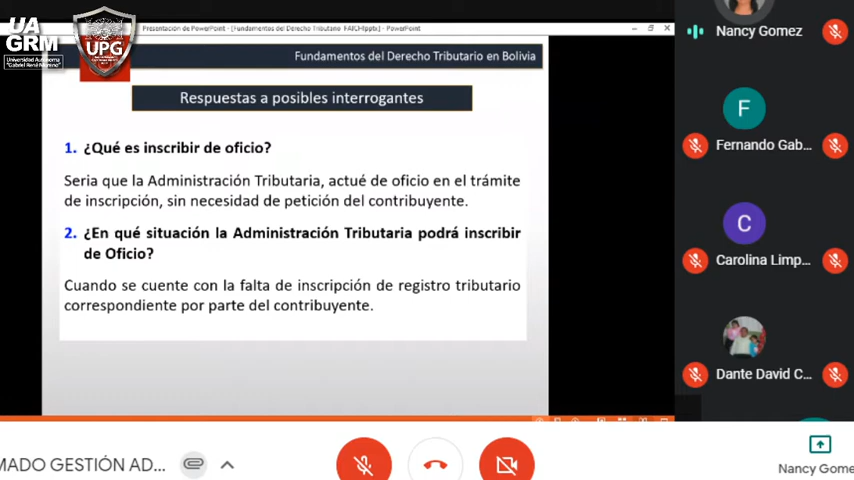 UA
GRM
Universidad Autónoma
"Gabriel René Moreno"
UPG
Presentación de PowerPoint - [Fundamentos del Derecho Tributario FAICHppts] - PowerPoint
Fundamentos del Derecho Tributario en Bolivia
Respuestas a posibles interrogantes
1. ¿Qué es inscribir de oficio?
Seria que la Administración Tributaria, actué de oficio en el trámite
de inscripción, sin necesidad de petición del contribuyente.
2. ¿En qué situación la Administración Tributaria podrá inscribir
de Oficio?
Cuando se cuente con la falta de inscripción de registro tributario
correspondiente por parte del contribuyente.
Nancy Gomez
F
Fernando Gab...
C
Carolina Limp...
Dante David C...
MADO GESTIÓN AD...
Nancy Gome